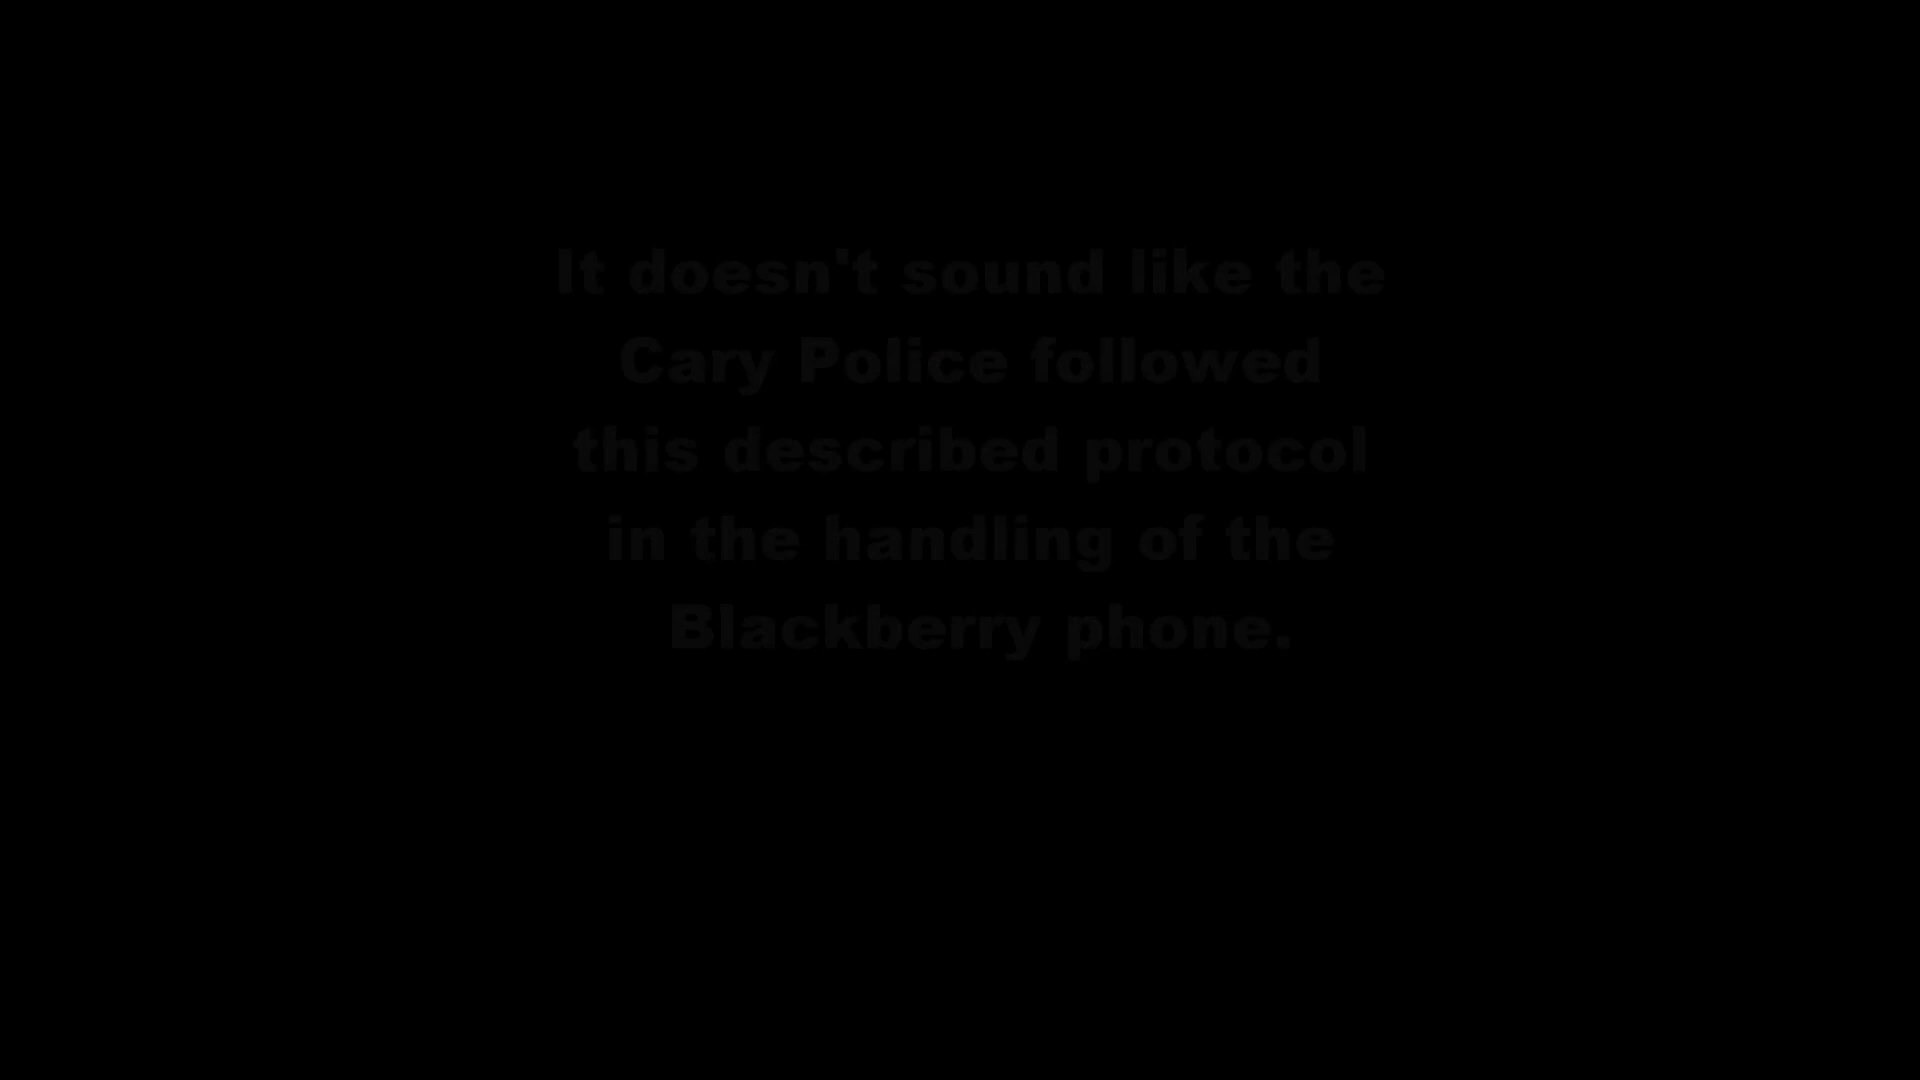 It doesn't sound like the
Cary Police followed
this described protocol
in the handling of the
Blackberry phone.